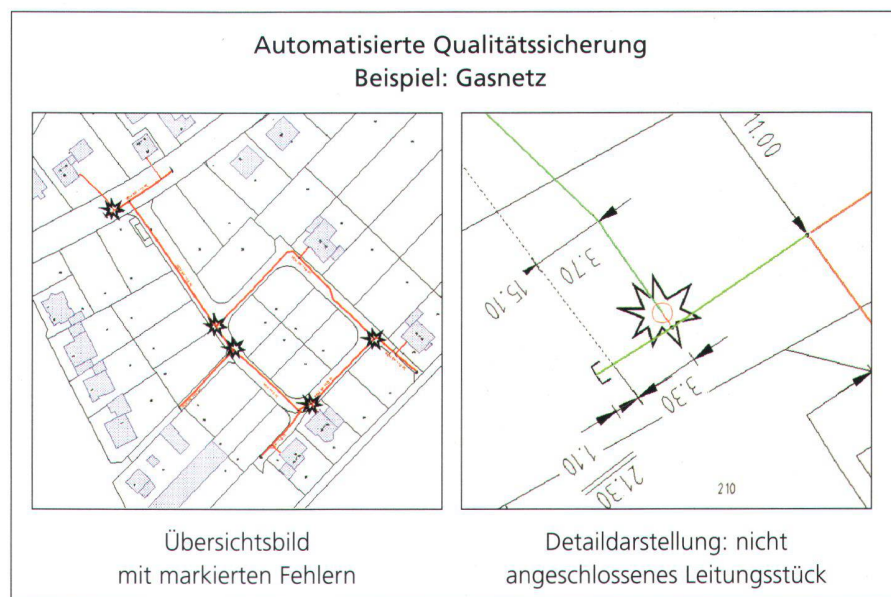 Automatisierte Qualitätssicherung
Beispiel: Gasnetz
11.00
3.70
15.10
3.30
1.10
21.30
210
Übersichtsbild
mit markierten Fehlern
Detaildarstellung: nicht
angeschlossenes Leitungsstück